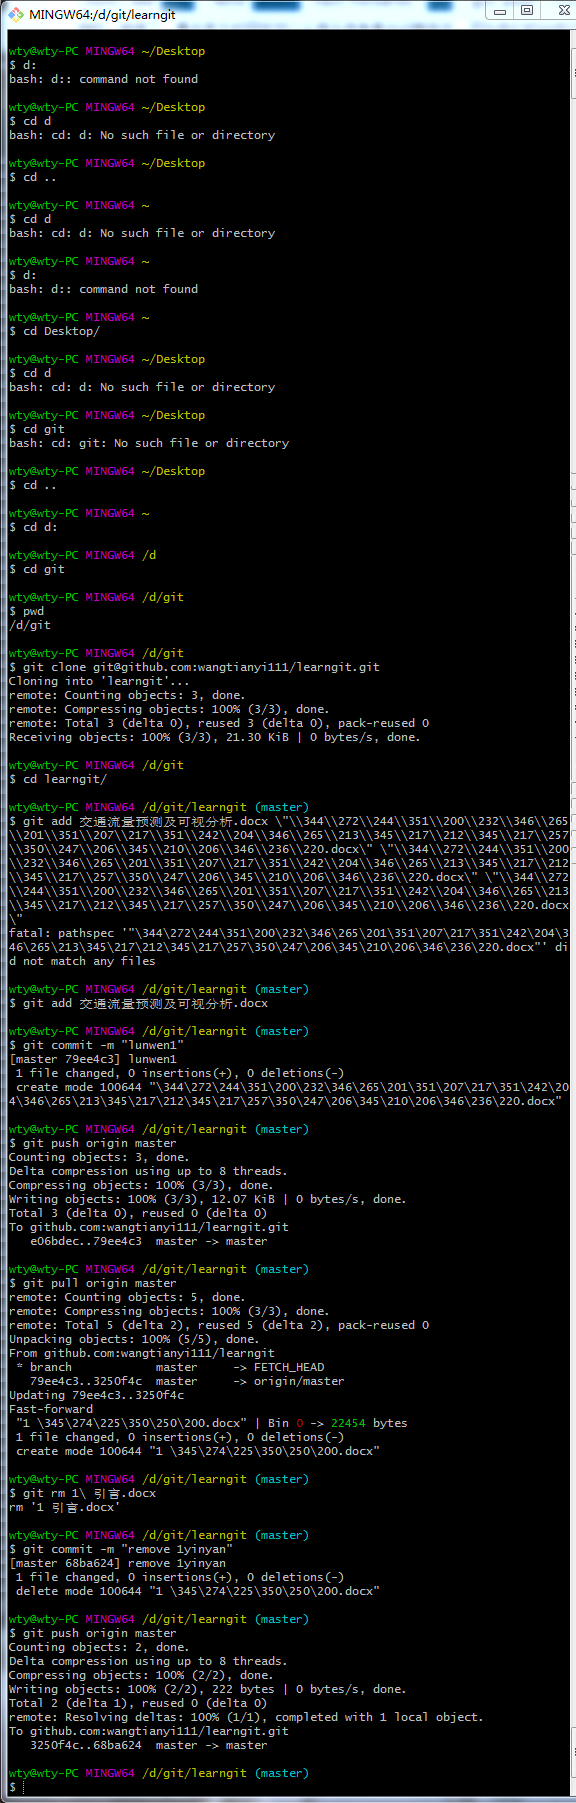 MINGW64:/d/git/learngit
wty@wty-PC MINGW64 ~/Desktop
$ d:
bash: d:: command not found
wty@wty-PC MINGW64 ~/Desktop
$ cd d
bash: cd: d: No such file or directory
wty@wty-PC MINGW64 ~/Desktop
$ cd ..
wty@wty-PC MINGW64 ~
$ cd d
bash: cd: d: No such file or directory
wty@wty-PC MINGW64 ~
$ d:
bash: d:: command not found
wty@wty-PC MINGW64 ~
$ cd Desktop/
wty@wty-PC MINGW64 ~/Desktop
$ cd d
bash: cd: d: No such file or directory
wty@wty-PC MINGW64 ~/Desktop
$ cd git
bash: cd: git: No such file or directory
wty@wty-PC MINGW64 ~/Desktop
$ cd ..
wty@wty-PC MINGW64 ~
$ cd d:
wty@wty-PC MINGW64 /d
$ cd git
wty@wty-PC MINGW64 /d/git
$ pwd
/d/git
wty@wty-PC MINGW64 /d/git
$ git clone git@github.com:wangtianyi111/learngit.git
Cloning into 'learngit'...
remote: Counting objects: 3, done.
remote: Compressing objects: 100% (3/3), done.
remote: Total 3 (delta 0), reused 3 (delta 0), pack-reused 0
Receiving objects: 100% (3/3), 21.30 KiB | 0 bytes/s, done.
wty@wty-PC MINGW64 /d/git
$ cd learngit/
wty@wty-PC MINGW64 /d/git/learngit (master)
$ git add 交通流量预测及可视分析.docx \"\\344\\272\\244\\351\\200\\232\\346\\265
\\201\\351\\207\\217\\351\\242\\204\\346\\265\\213\\345\\217\\212\\345\\217\\257
\\350\\247\\206\\345\\210\\206\\346\\236\\220.docx\" \"\\344\\272\\244\\351\\200
\\232\\346\\265\\201\\351\\207\\217\\351\\242\\204\\346\\265\\213\\345\\217\\212
\\345\\217\\257\\350\\247\\206\\345\\210\\206\\346\\236\\220.docx\" \"\\344\\272
\\244\\351\\200\\232\\346\\265\\201\\351\\207\\217\\351\\242\\204\\346\\265\\213
\\345\\217\\212\\345\\217\\257\\350\\247\\206\\345\\210\\206\\346\\236\\220.docx
\"
fatal: pathspec '"\344\272\244\351\200\232\346\265\201\351\207\217\351\242\204\3
46\265\213\345\217\212\345\217\257\350\247\206\345\210\206\346\236\220.docx"' di
d not match any files
wty@wty-PC MINGW64 /d/git/learngit (master)
$ git add 交通流量预测及可视分析.docx
wty@wty-PC MINGW64 /d/git/learngit (master)
$ git commit -m "lunwen1"
[master 79ee4c3] lunwen1
1 file changed, 0 insertions(+), 0 deletions(-)
create mode 100644 "\344\272\244\351\200\232\346\265\201\351\207\217\351\242\20
4\346\265\213\345\217\212\345\217\257\350\247\206\345\210\206\346\236\220.docx"
wty@wty-PC MINGW64 /d/git/learngit (master)
$ git push origin master
Counting objects: 3, done.
Delta compression using up to 8 threads.
Compressing objects: 100% (3/3), done.
Writing objects: 100% (3/3), 12.07 KiB | 0 bytes/s, done.
Total 3 (delta 0), reused 0 (delta 0)
To github.com:wangtianyi111/learngit.git
e06bdec..79ee4c3 master -> master
wty@wty-PC MINGW64 /d/git/learngit (master)
$ git pull origin master
remote: Counting objects: 5, done.
remote: Compressing objects: 100% (3/3), done.
remote: Total 5 (delta 2), reused 5 (delta 2), pack-reused 0
Unpacking objects: 100% (5/5), done.
From github.com:wangtianyi111/learngit
* branch master -> FETCH_HEAD
79ee4c3..3250f4c master -> origin/master
Updating 79ee4c3..3250f4c
Fast-forward
"1 \345\274\225\350\250\200.docx" | Bin 0 -> 22454 bytes
1 file changed, 0 insertions(+), 0 deletions(-)
create mode 100644 "1 \345\274\225\350\250\200.docx"
wty@wty-PC MINGW64 /d/git/learngit (master)
$ git rm 1\ 引言.docx
rm '1 引言.docx'
wty@wty-PC MINGW64 /d/git/learngit (master)
$ git commit -m "remove 1yinyan"
[master 68ba624] remove 1yinyan
1 file changed, 0 insertions(+), 0 deletions(-)
delete mode 100644 "1 \345\274\225\350\250\200.docx"
wty@wty-PC MINGW64 /d/git/learngit (master)
$ git push origin master
Counting objects: 2, done.
Delta compression using up to 8 threads.
Compressing objects: 100% (2/2), done.
Writing objects: 100% (2/2), 222 bytes | 0 bytes/s, done.
Total 2 (delta 1), reused 0 (delta 0)
remote: Resolving deltas: 100% (1/1), completed with 1 local object.
To github.com:wangtianyi111/learngit.git
3250f4c..68ba624 master -> master
wty@wty-PC MINGW64 /d/git/learngit (master)
$